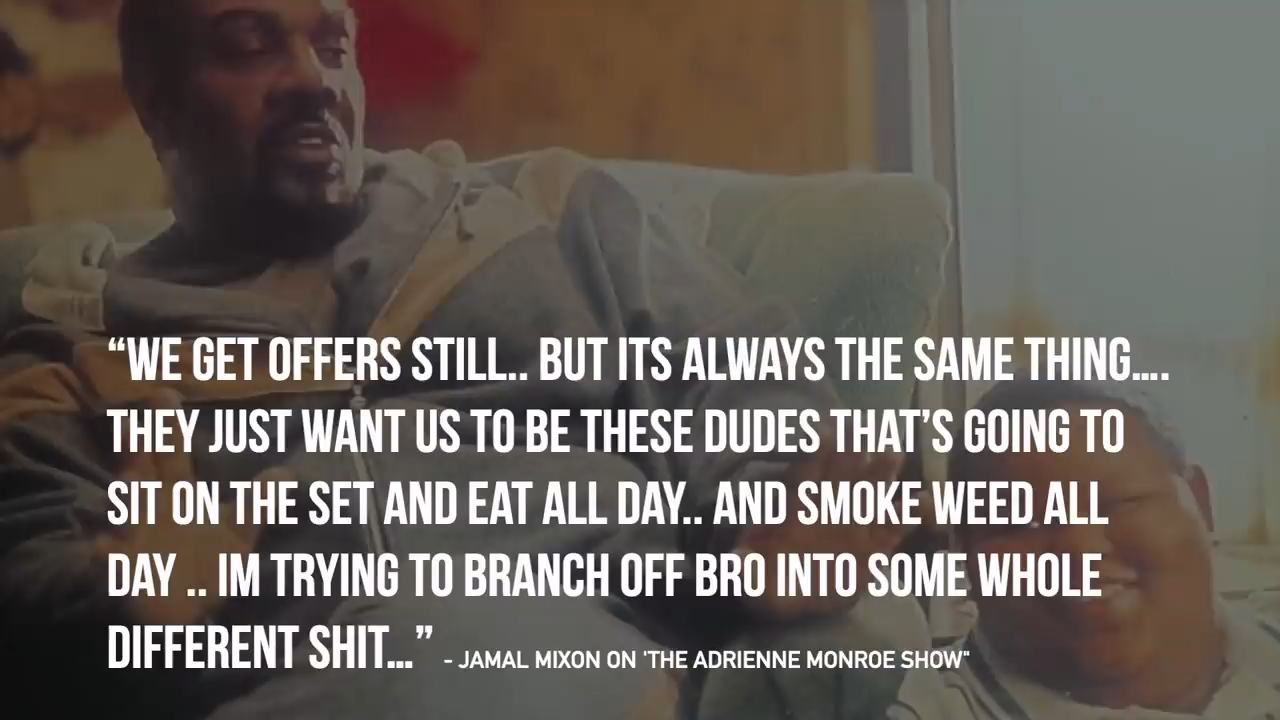 “WE GET OFFERS STILL.. BUT ITS ALWAYS THE SAME THING....
THEY JUST WANT US TO BE THESE DUDES THAT’S GOING TO
SIT ON THE SET AND EAT ALL DAY.. AND SMOKE WEED ALL
DAY .. IM TRYING TO BRANCH OFF BRO INTO SOME WHOLE
DIFFERENT SHIT...” - JAMAL MIXON ON 'THE ADRIENNE MONROE SHOW"